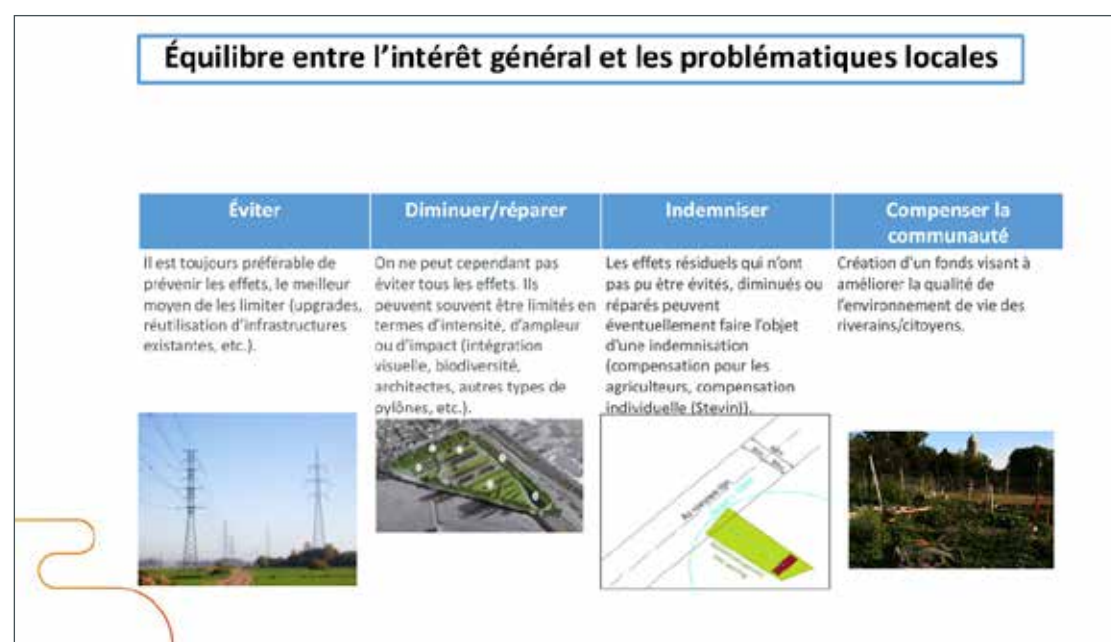 Équilibre entre l'intérêt général et les problématiques locales
Éviter
Il est toujours préférable de
prévenir les effets, le meilleur
moyen de les limiter (upgrades,
réutilisation d'infrastructures
existantes, etc.).
Diminuer/réparer
On ne peut cependant pas
éviter tous les effets. Ils
peuvent souvent être limités en
termes d'intensité, d'ampleur
ou d'impact (intégration
visuelle, biodiversité,
architectes, autres types de
pylônes, etc.).
Indemniser
Les effets résiduels qui n'ont
pas pu être évités, diminués ou
réparés peuvent
éventuellement faire l'objet
d'une indemnisation
(compensation pour les
agriculteurs, compensation
individuelle (Stevin)).
Compenser la
communauté
Création d'un fonds visant à
améliorer la qualité de
l'environnement de vie des
riverains/citoyens.